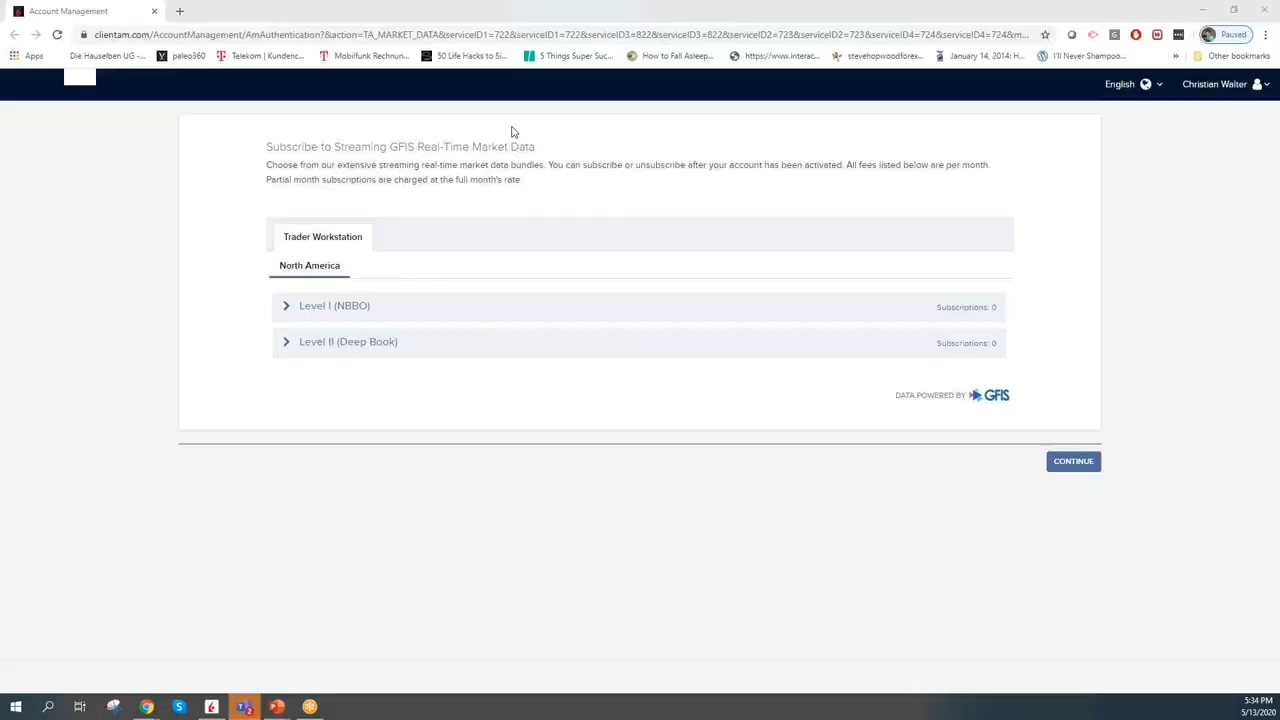 Account Management
clientam.com/AccountManagement/AmAuthentication?&action=TA_MARKET_DATA&serviceID1=722&serviceID1=722&serviceID3=822&serviceID3=822&serviceID2=723&serviceID2=723&serviceID4=724&serviceID4=724&m...
Paused
Apps
Die Hauselben UG -...
paleo360
Telekom | Kundenc...
Mobilfunk Rechnun...
50 Life Hacks to Si...
5 Things Super Suc...
How to Fall Asleep...
https://www.interac...
stevehopwoodforex...
January 14, 2014: H...
I'll Never Shampoo...
» Other bookmarks
English
Christian Walter
Subscribe to Streaming GFIS Real-Time Market Data
Choose from our extensive streaming real-time market data bundles. You can subscribe or unsubscribe after your account has been activated. All fees listed below are per month.
Partial month subscriptions are charged at the full month's rate
Trader Workstation
North America
Level I (NBBO)
Subscriptions: 0
Level II (Deep Book)
Subscriptions: 0
DATA POWERED BY GFIS
CONTINUE
5:34 PM
5/13/2020